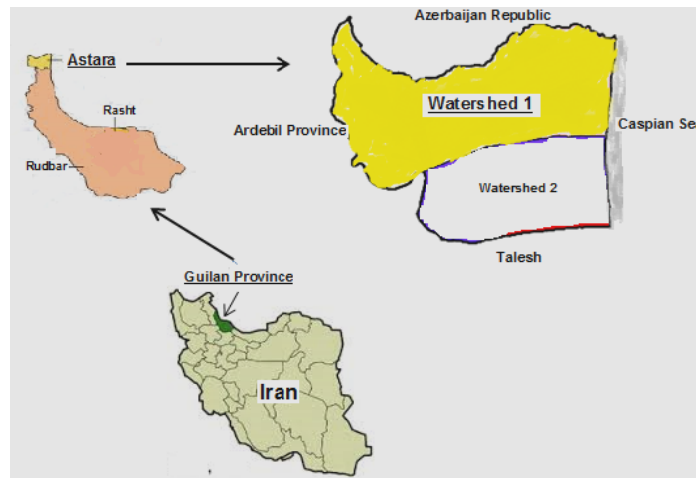 Azerbaijan Republic
Astara
Watershed 1
Rasht
Ardebil Province
Caspian Se
Rudbar
Watershed 2
Talesh
Guilan Province
Iran